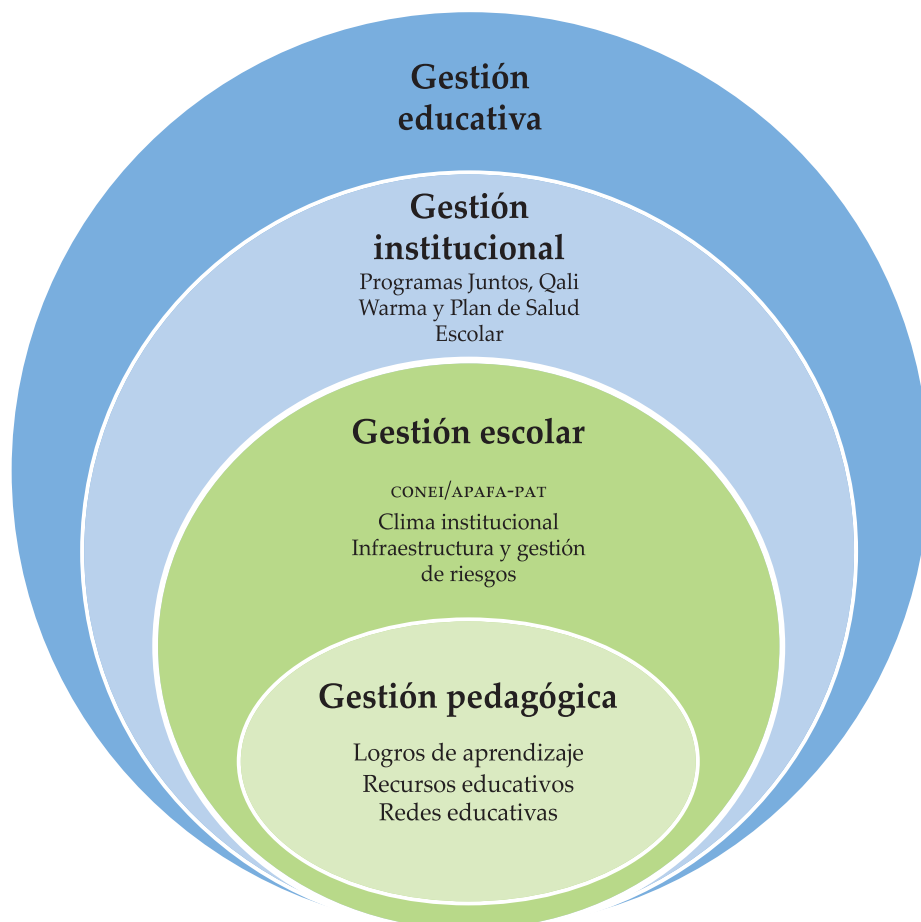 Gestión
educativa
Gestión
institucional
Programas Juntos, Qali
Warma y Plan de Salud
Escolar
Gestión escolar
CONEI/APAFA-PAT
Clima institucional
Infraestructura y gestión
de riesgos
Gestión pedagógica
Logros de aprendizaje
Recursos educativos
Redes educativas